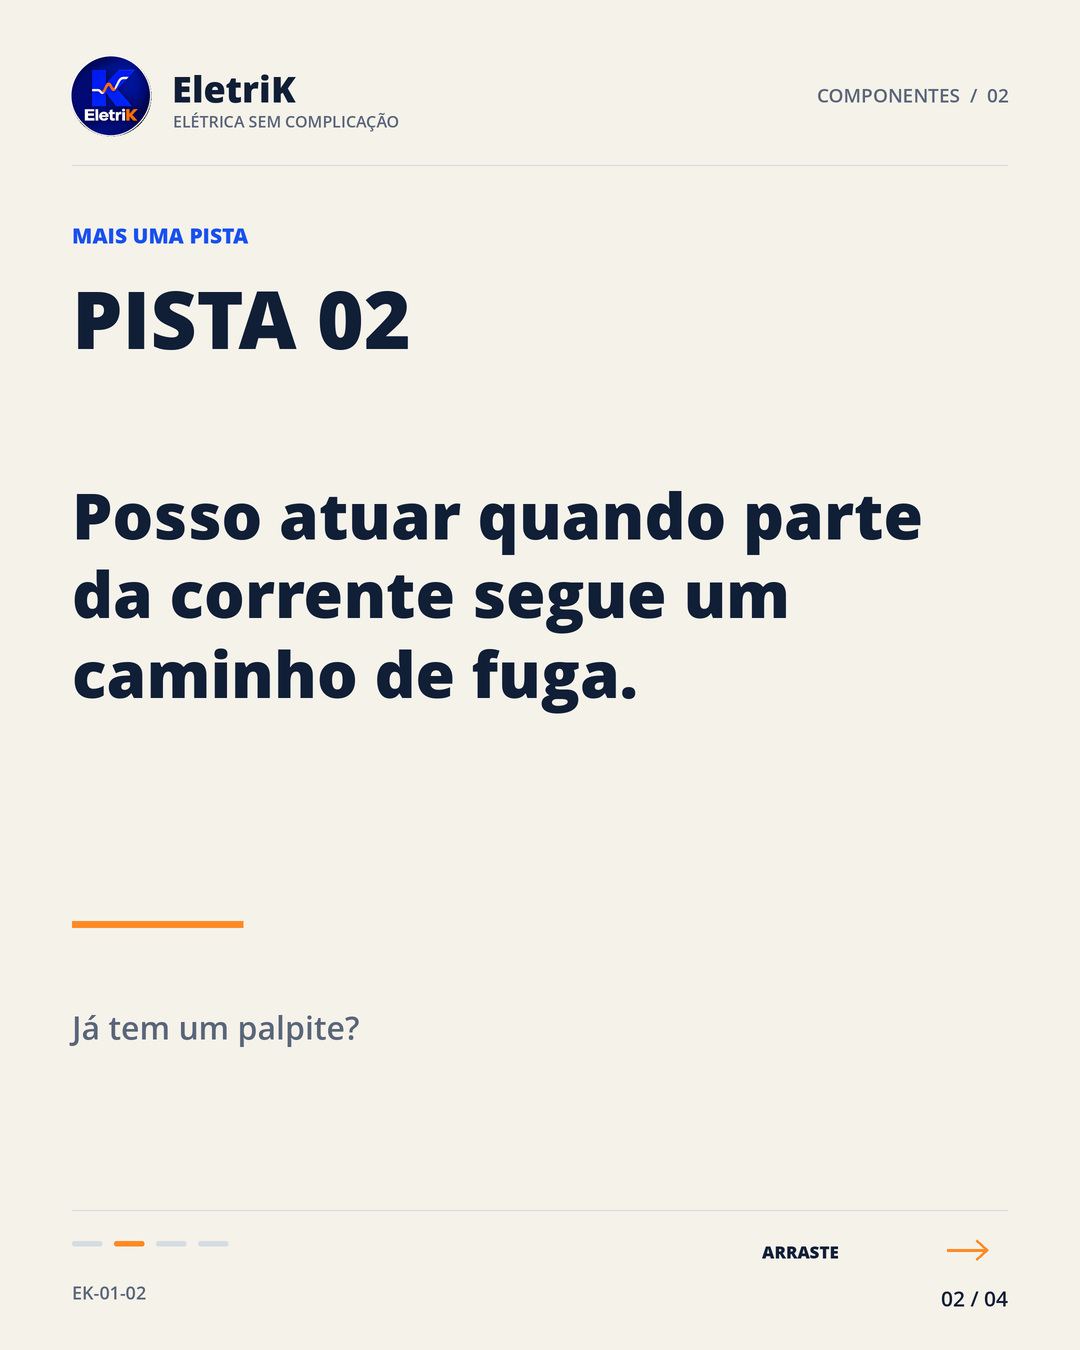 EletriK
EletriK
ELÉTRICA SEM COMPLICAÇÃO
COMPONENTES / 02
MAIS UMA PISTA
PISTA 02
Posso atuar quando parte
da corrente segue um
caminho de fuga.
Já tem um palpite?
ARRASTE
EK-01-02
02 / 04